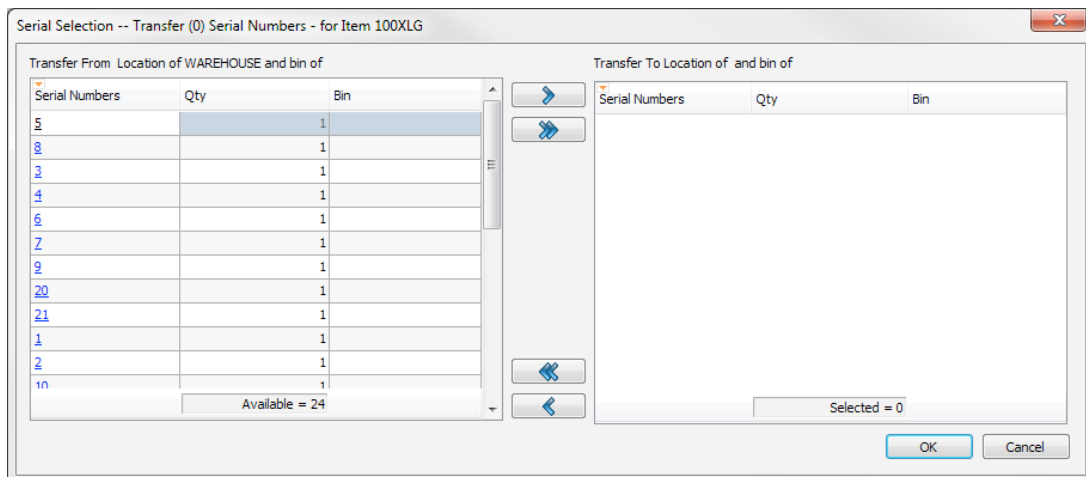 Serial Selection -- Transfer (0) Serial Numbers - for Item 100XLG
Transfer From Location of WAREHOUSE and bin of
Transfer To Location of and bin of
Serial Numbers Qty Bin
Serial Numbers Qty Bin
5 1
8 1
3 1
4 1
6 1
7 1
9 1
20 1
21 1
1 1
2 1
10 1
Available = 24
Selected = 0
OK Cancel